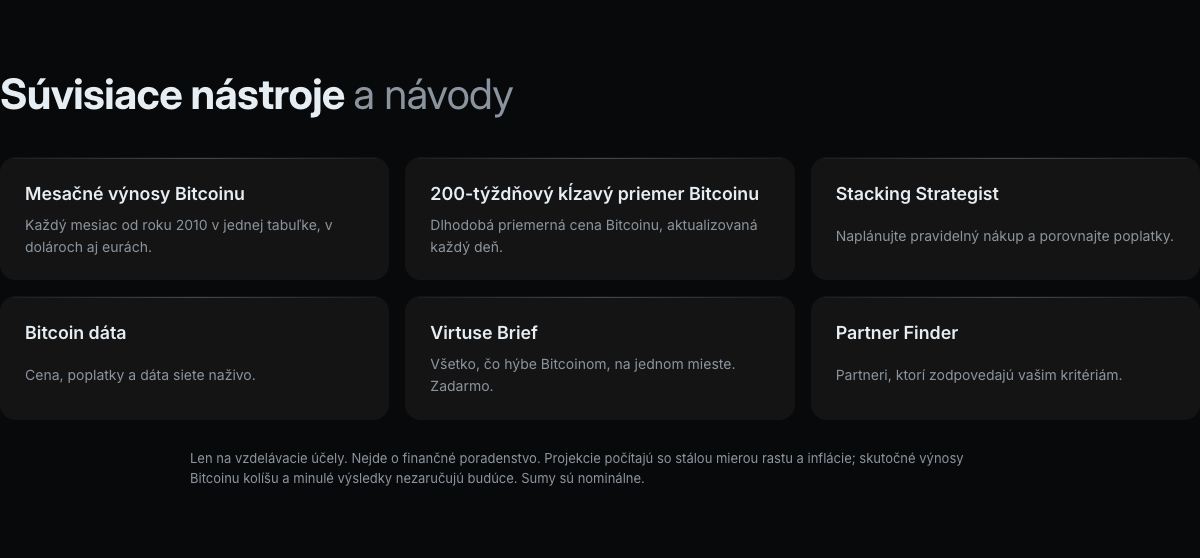 Súvisiace nástroje a návody
Mesačné výnosy Bitcoinu
Každý mesiac od roku 2010 v jednej tabuľke, v
dolároch aj eurách.
200-týždňový kĺzavý priemer Bitcoinu
Dlhodobá priemerná cena Bitcoinu, aktualizovaná
každý deň.
Stacking Strategist
Naplánujte pravidelný nákup a porovnajte poplatky.
Bitcoin dáta
Cena, poplatky a dáta siete naživo.
Virtuse Brief
Všetko, čo hýbe Bitcoinom, na jednom mieste.
Zadarmo.
Partner Finder
Partneri, ktorí zodpovedajú vašim kritériám.
Len na vzdelávacie účely. Nejde o finančné poradenstvo. Projekcie počítajú so stálou mierou rastu a inflácie; skutočné výnosy
Bitcoinu kolíšu a minulé výsledky nezaručujú budúce. Sumy sú nominálne.